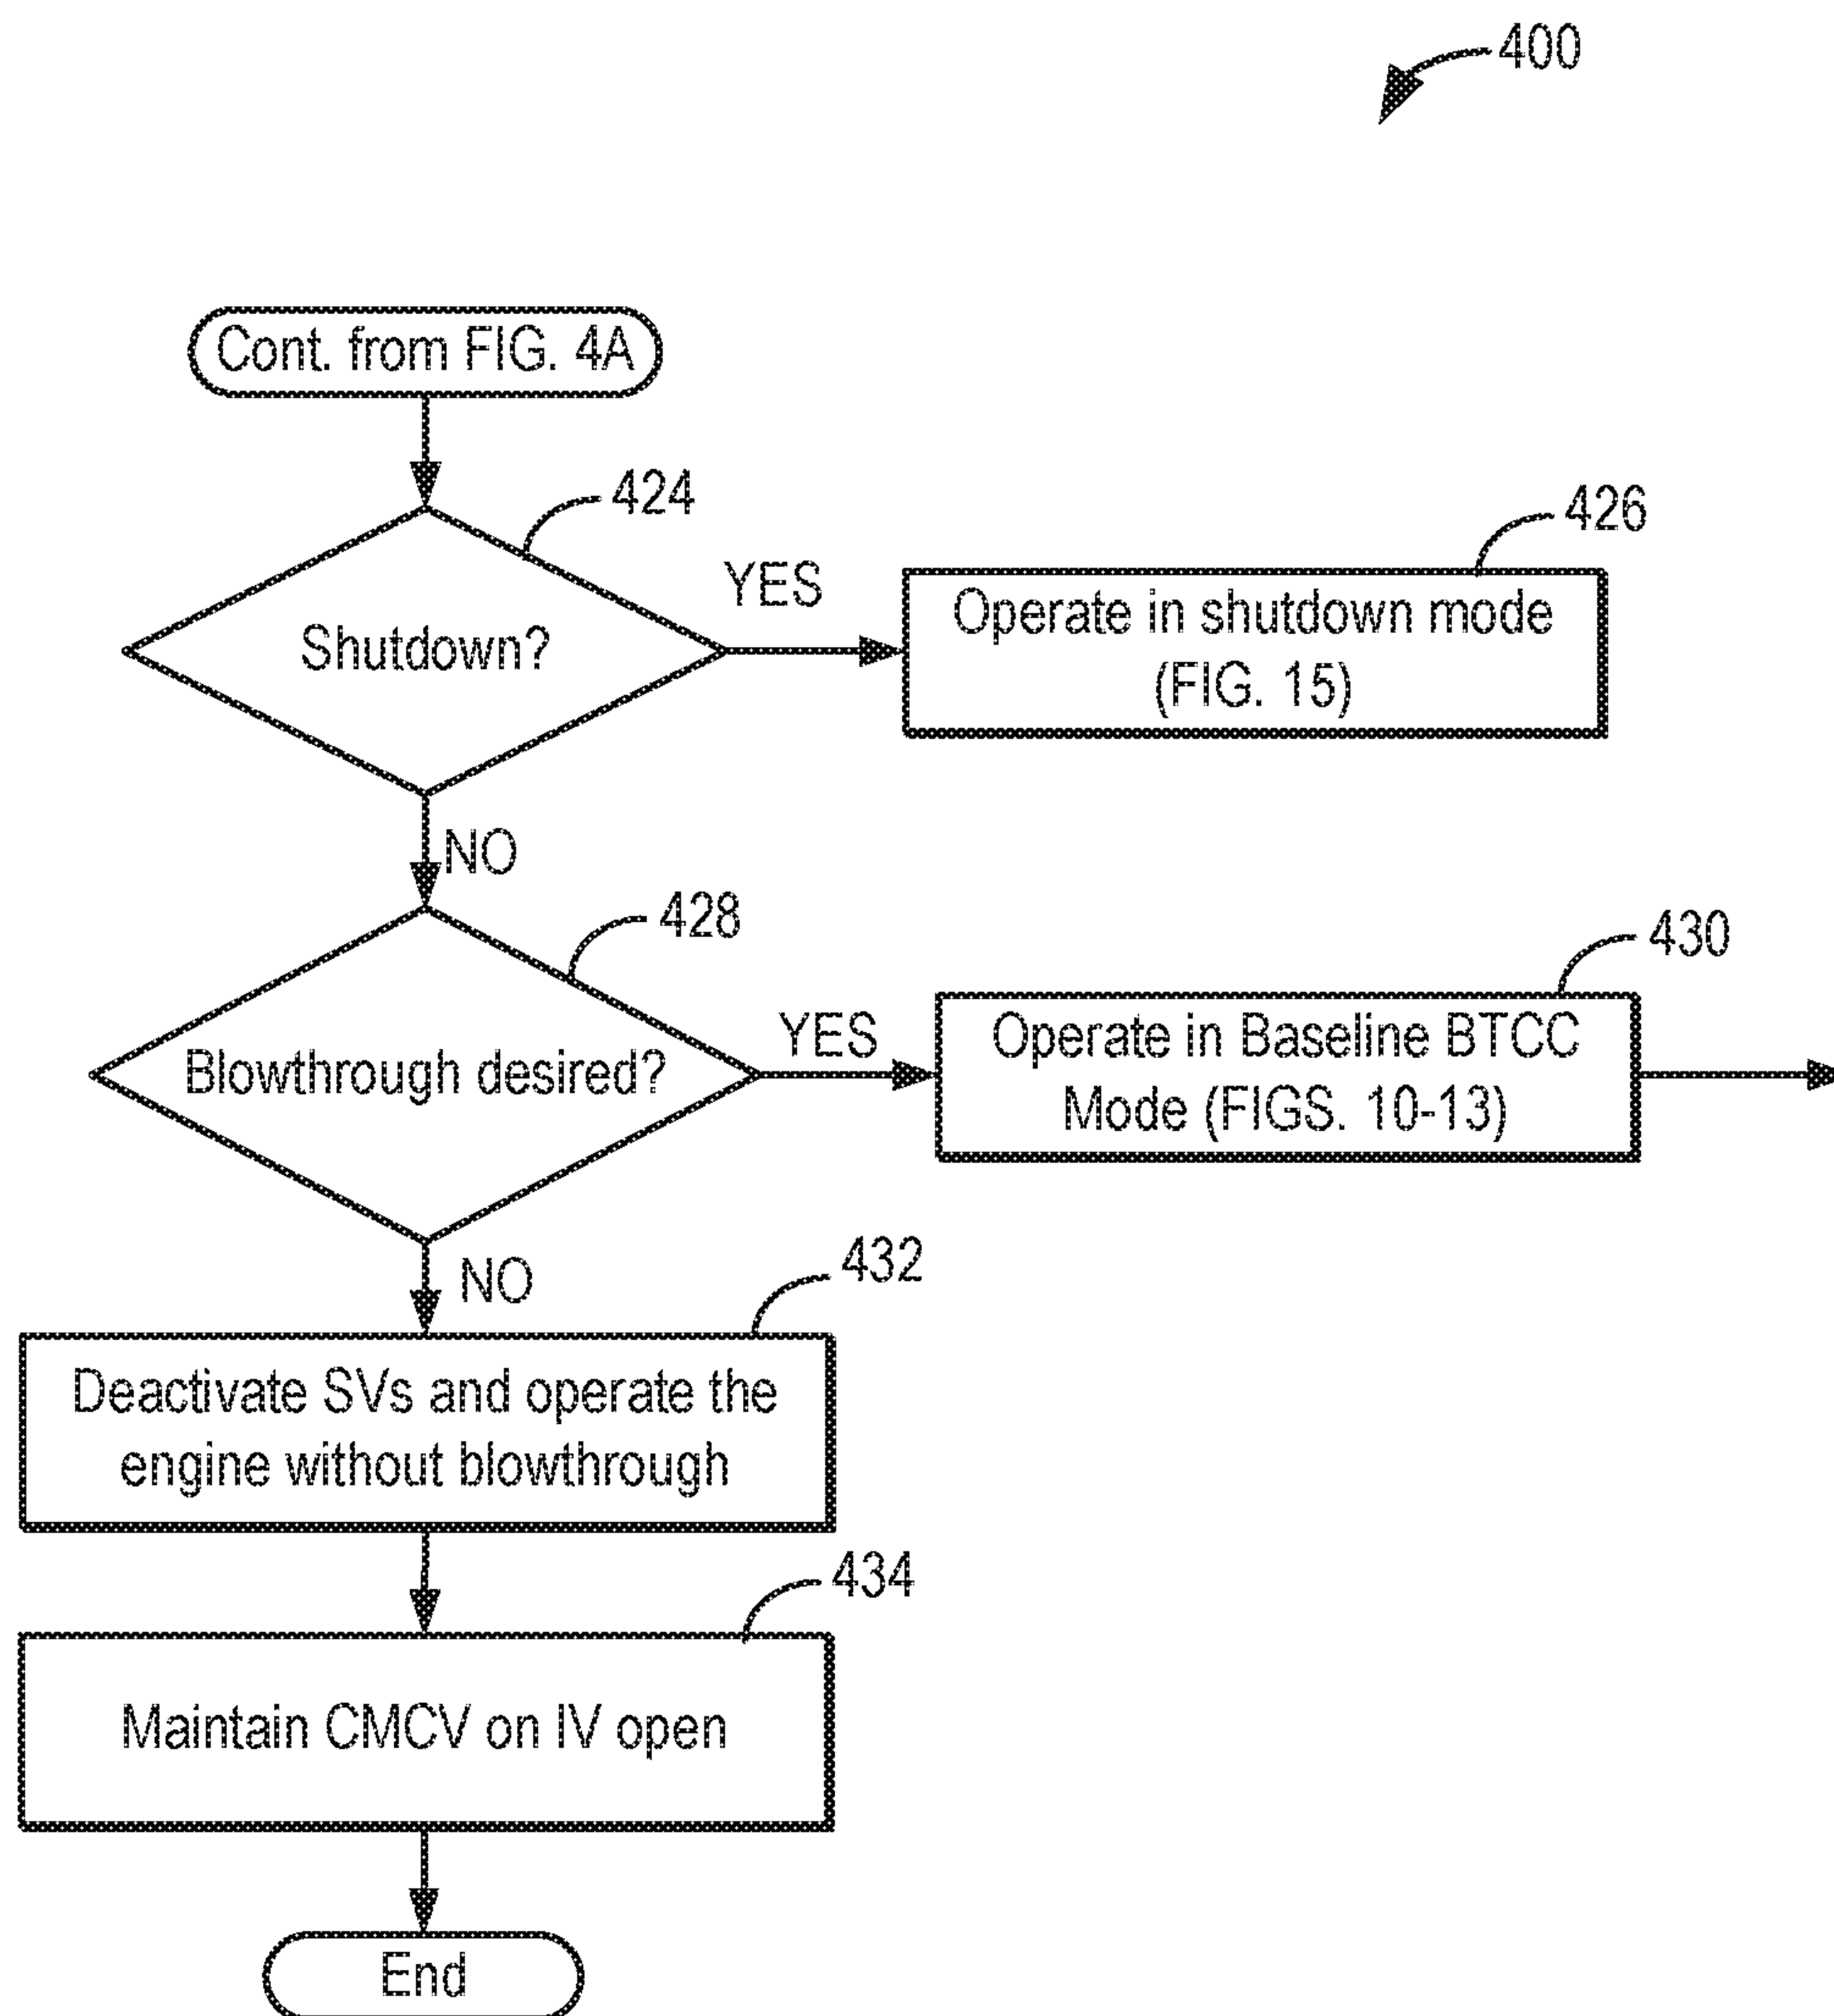 400
Cont. from FIG. 4A
424
Shutdown?
YES
426
Operate in shutdown mode
(FIG. 15)
NO
428
Blowthrough desired?
YES
430
Operate in Baseline BTCC
Mode (FIGS. 10-13)
NO
432
Deactivate SVs and operate the
engine without blowthrough
434
Maintain CMCV on IV open
End